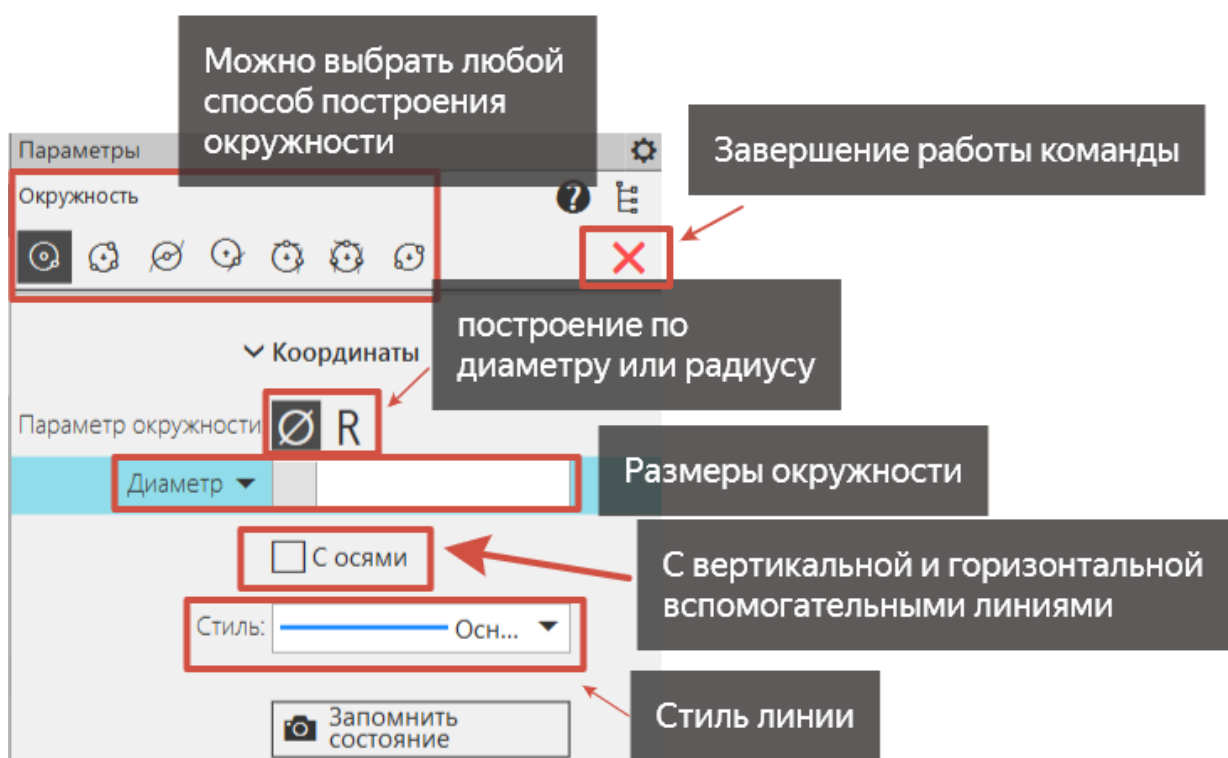 Можно выбрать любой
способ построения
окружности
Параметры
Завершение работы команды
Окружность
?
построение по
диаметру или радиусу
Координаты
Параметр окружности
Ø R
Размеры окружности
Диаметр
С осями
С вертикальной и горизонтальной
вспомогательными линиями
Стиль:
Осн...
Стиль линии
Запомнить
состояние